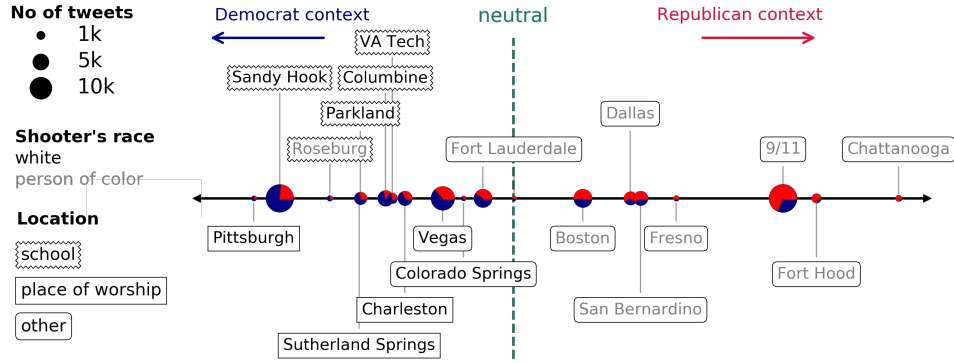 No of tweets
1k
5k
10k
Shooter's race
white
person of color
Location
school
place of worship
other
Democrat context
neutral
Republican context
VA Tech
Sandy Hook
Columbine
Parkland
Dallas
Roseburg
Fort Lauderdale
9/11
Chattanooga
Pittsburgh
Vegas
Boston
Fresno
Colorado Springs
Fort Hood
Charleston
San Bernardino
Sutherland Springs